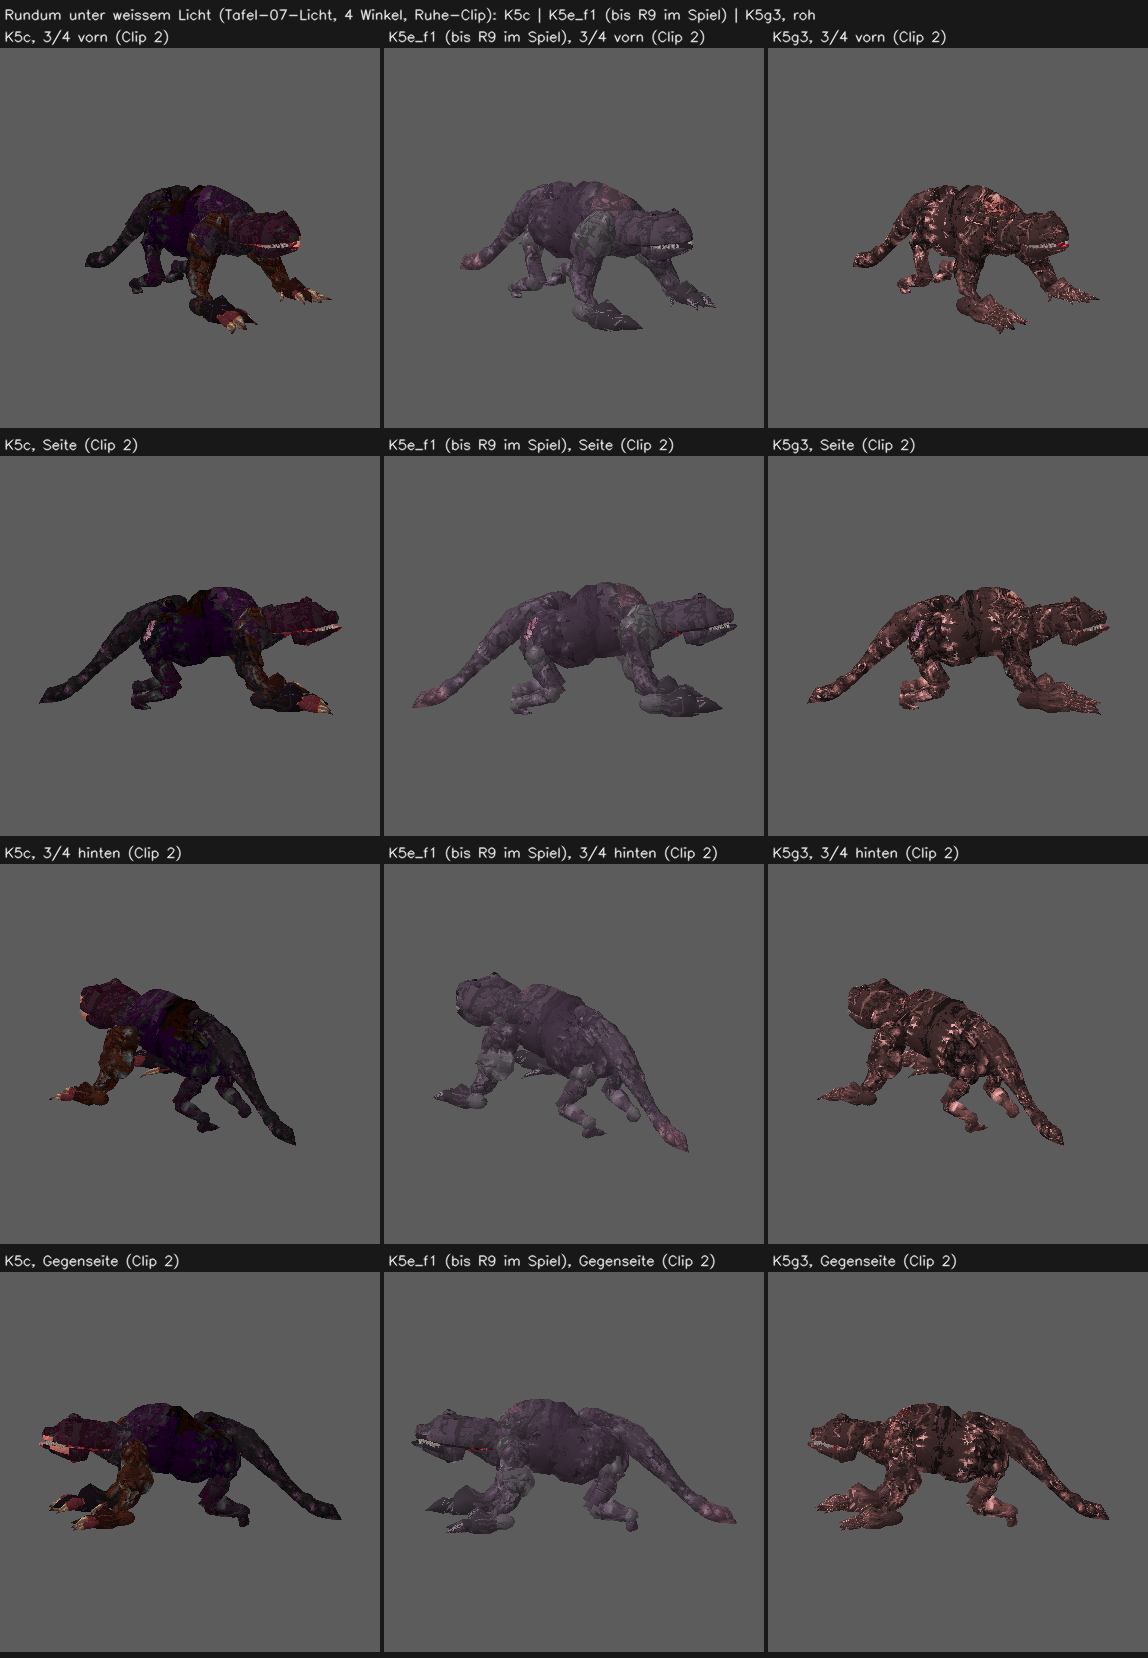 Rundum unter weissem Licht (Tafel-07-Licht, 4 Winkel, Ruhe-Clip): K5c | K5e_f1 (bis R9 im Spiel) | K5g3, roh
K5c, 3/4 vorn (Clip 2)
K5e_f1 (bis R9 im Spiel), 3/4 vorn (Clip 2)
K5g3, 3/4 vorn (Clip 2)
K5c, Seite (Clip 2)
K5e_f1 (bis R9 im Spiel), Seite (Clip 2)
K5g3, Seite (Clip 2)
K5c, 3/4 hinten (Clip 2)
K5e_f1 (bis R9 im Spiel), 3/4 hinten (Clip 2)
K5g3, 3/4 hinten (Clip 2)
K5c, Gegenseite (Clip 2)
K5e_f1 (bis R9 im Spiel), Gegenseite (Clip 2)
K5g3, Gegenseite (Clip 2)